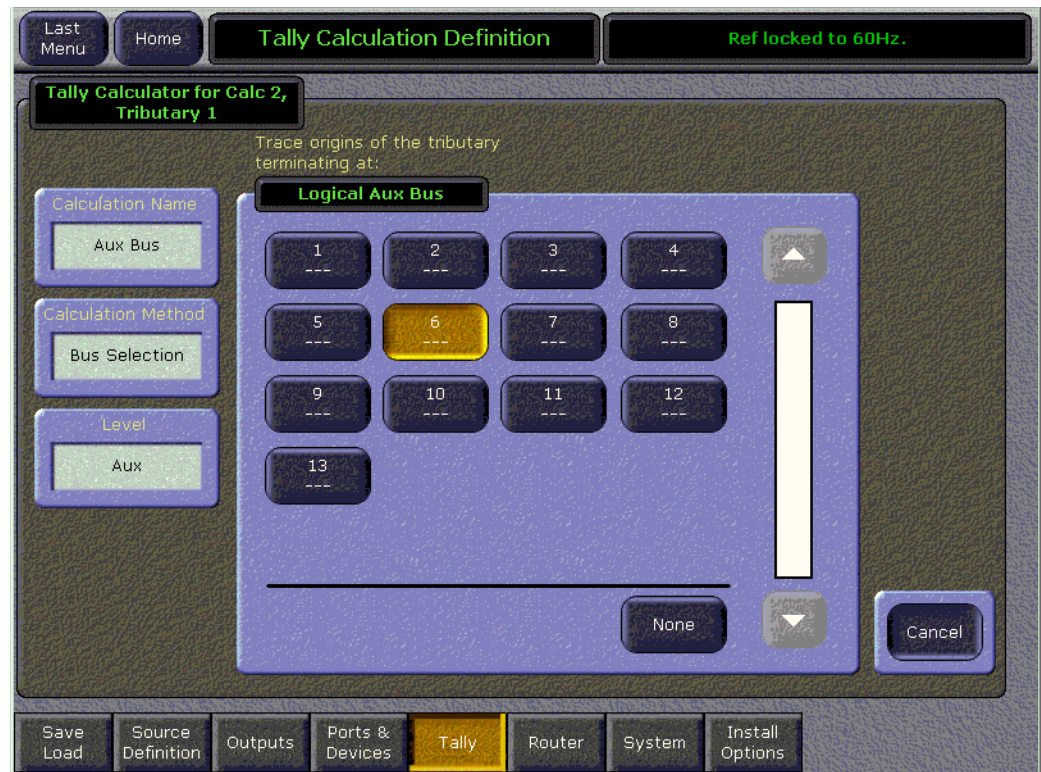 Last
Menu
Home
Tally Calculation Definition
Ref locked to 60Hz.
Tally Calculator for Calc 2,
Tributary 1
Trace origins of the tributary
terminating at:
Logical Aux Bus
Calculation Name
Aux Bus
Calculation Method
Bus Selection
Level
Aux
1
---
2
---
3
---
4
---
5
---
6
---
7
---
8
---
9
---
10
---
11
---
12
---
13
---
None
Cancel
Save
Load
Source
Definition
Outputs
Ports &
Devices
Tally
Router
System
Install
Options